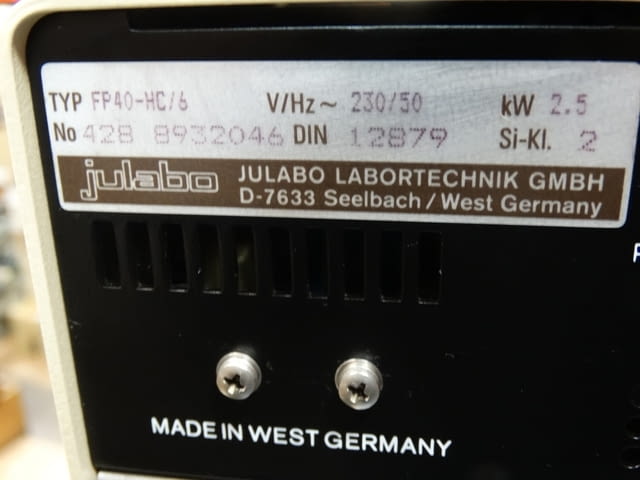 TYP FP40-HC/6 V/Hz ~ 230/50 kW 2.5
No 428 8932046 DIN 12879 Si-Kl. 2
julabo JULABO LABORTECHNIK GMBH
D-7633 Seelbach / West Germany
MADE IN WEST GERMANY